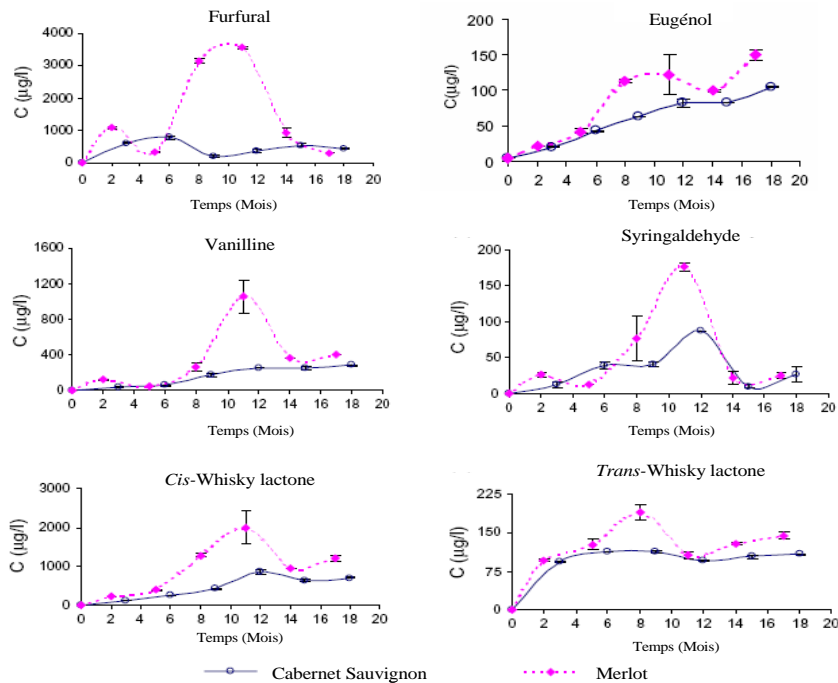 Furfural
C (µg/l)
4000
3000
2000
1000
0
0 2 4 6 8 10 12 14 16 18
Temps (Mois)
Eugénol
C(µg/l)
200
150
100
50
0
0 2 4 6 8 10 12 14 16 18 20
Temps (Mois)
Vanilline
C (µg/l)
1600
1200
800
400
0
0 2 4 6 8 10 12 14 16 18 20
Temps (Mois)
Syringaldehyde
C (µg/l)
200
150
100
50
0
0 2 4 6 8 10 12 14 16 18 20
Temps (Mois)
Cis-Whisky lactone
C (µg/l)
3000
2000
1000
0
0 2 4 6 8 10 12 14 16 18 20
Temps (Mois)
Trans-Whisky lactone
C (µg/l)
225
150
75
0
0 2 4 6 8 10 12 14 16 18 20
Temps (Mois)
Cabernet Sauvignon
Merlot